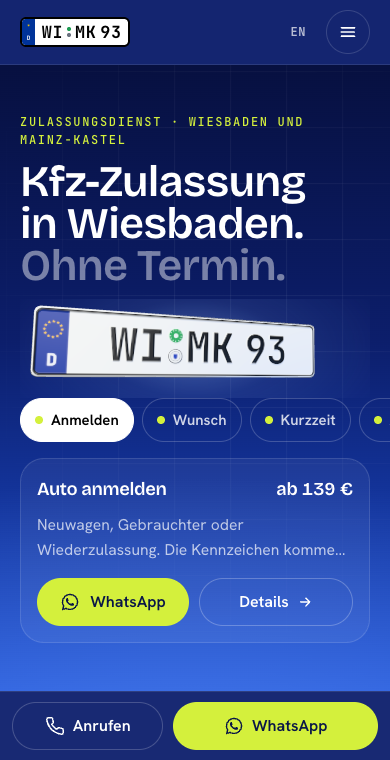 D
WI:MK 93
EN
ZULASSUNGSDIENST · WIESBADEN UND
MAINZ-KASTEL
Kfz-Zulassung
in Wiesbaden.
Ohne Termin.
D
WI MK 93
Anmelden
Wunsch
Kurzzeit
Auto anmelden
ab 139 €
Neuwagen, Gebrauchter oder
Wiederzulassung. Die Kennzeichen komme…
WhatsApp
Details →
Anrufen
WhatsApp